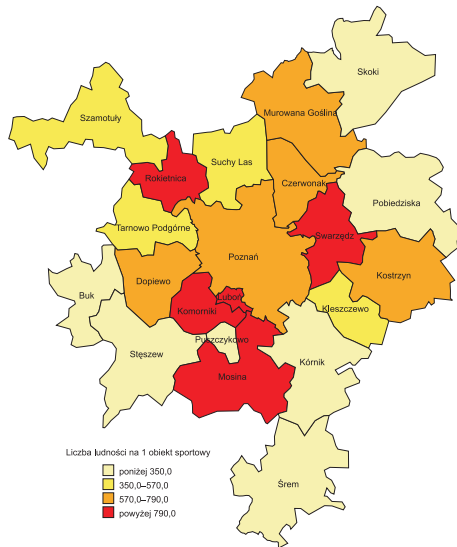 Skoki
Szamotuły
Murowana Goślina
Suchy Las
Rokietnica
Czerwonak
Pobiedziska
Tarnowo Podgórne
Swarzędz
Poznań
Dopiewo
Kostrzyn
Buk
Luboń
Komorniki
Kleszczewo
Puszczykowo
Stęszew
Kórnik
Mosina
Śrem
Liczba ludności na 1 obiekt sportowy
poniżej 350,0
350,0–570,0
570,0–790,0
powyżej 790,0